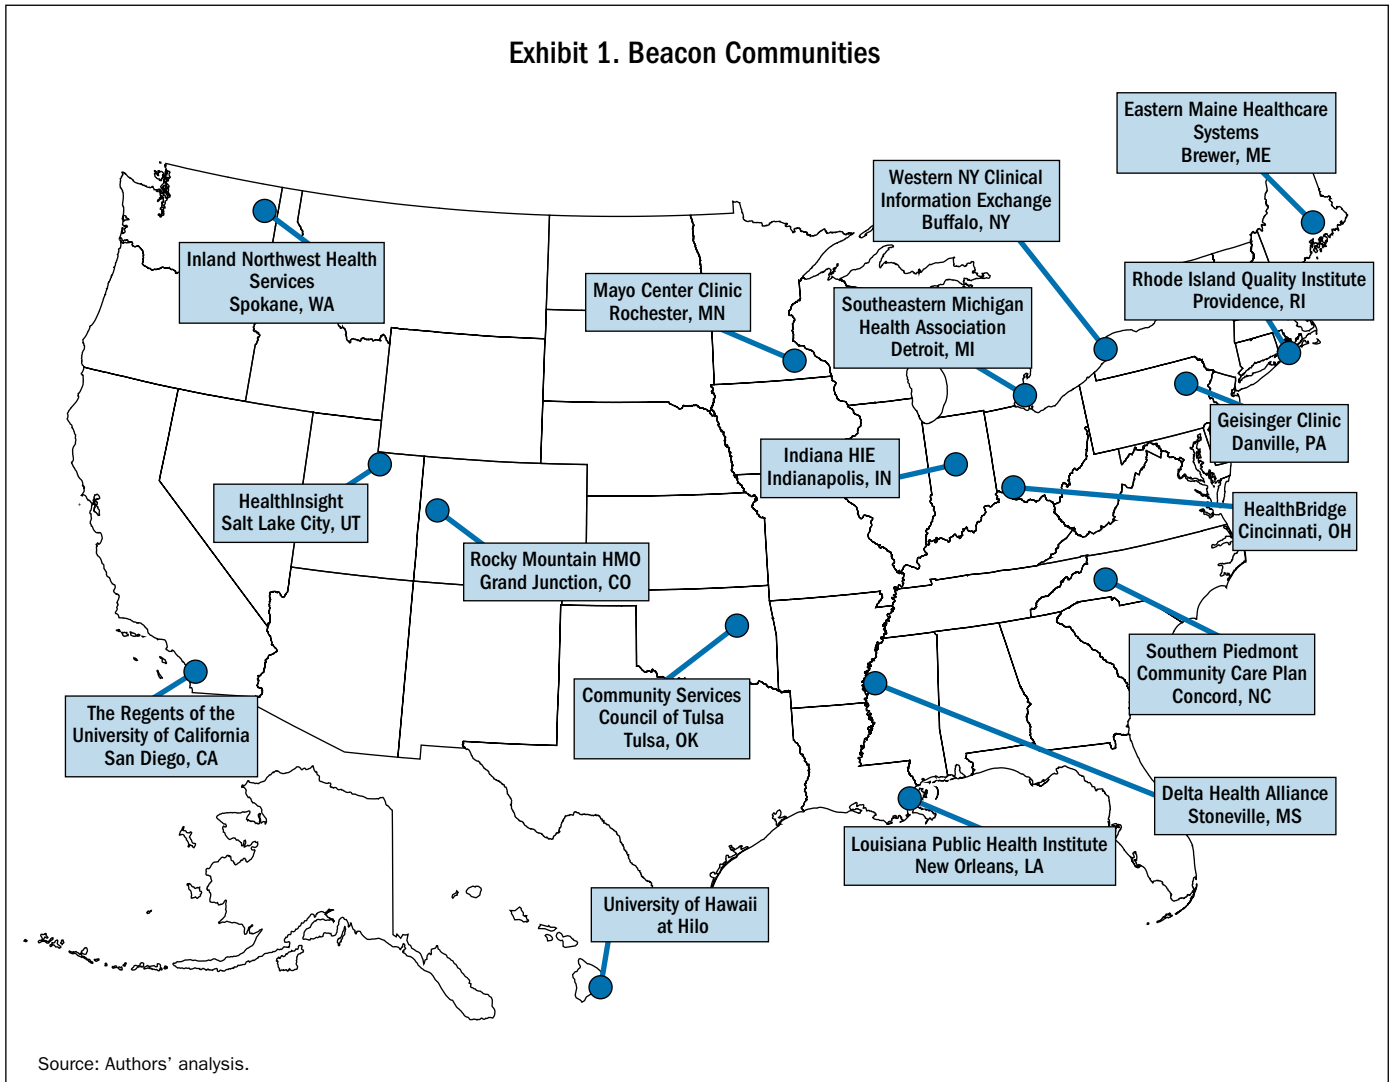 Exhibit 1. Beacon Communities
Eastern Maine Healthcare
Systems
Brewer, ME
Western NY Clinical
Information Exchange
Buffalo, NY
Inland Northwest Health
Services
Spokane, WA
Rhode Island Quality Institute
Providence, RI
Mayo Center Clinic
Rochester, MN
Southeastern Michigan
Health Association
Detroit, MI
Geisinger Clinic
Danville, PA
Indiana HIE
Indianapolis, IN
HealthInsight
Salt Lake City, UT
HealthBridge
Cincinnati, OH
Rocky Mountain HMO
Grand Junction, CO
Southern Piedmont
Community Care Plan
Concord, NC
Community Services
Council of Tulsa
Tulsa, OK
The Regents of the
University of California
San Diego, CA
Delta Health Alliance
Stoneville, MS
Louisiana Public Health Institute
New Orleans, LA
University of Hawaii
at Hilo
Source: Authors' analysis.